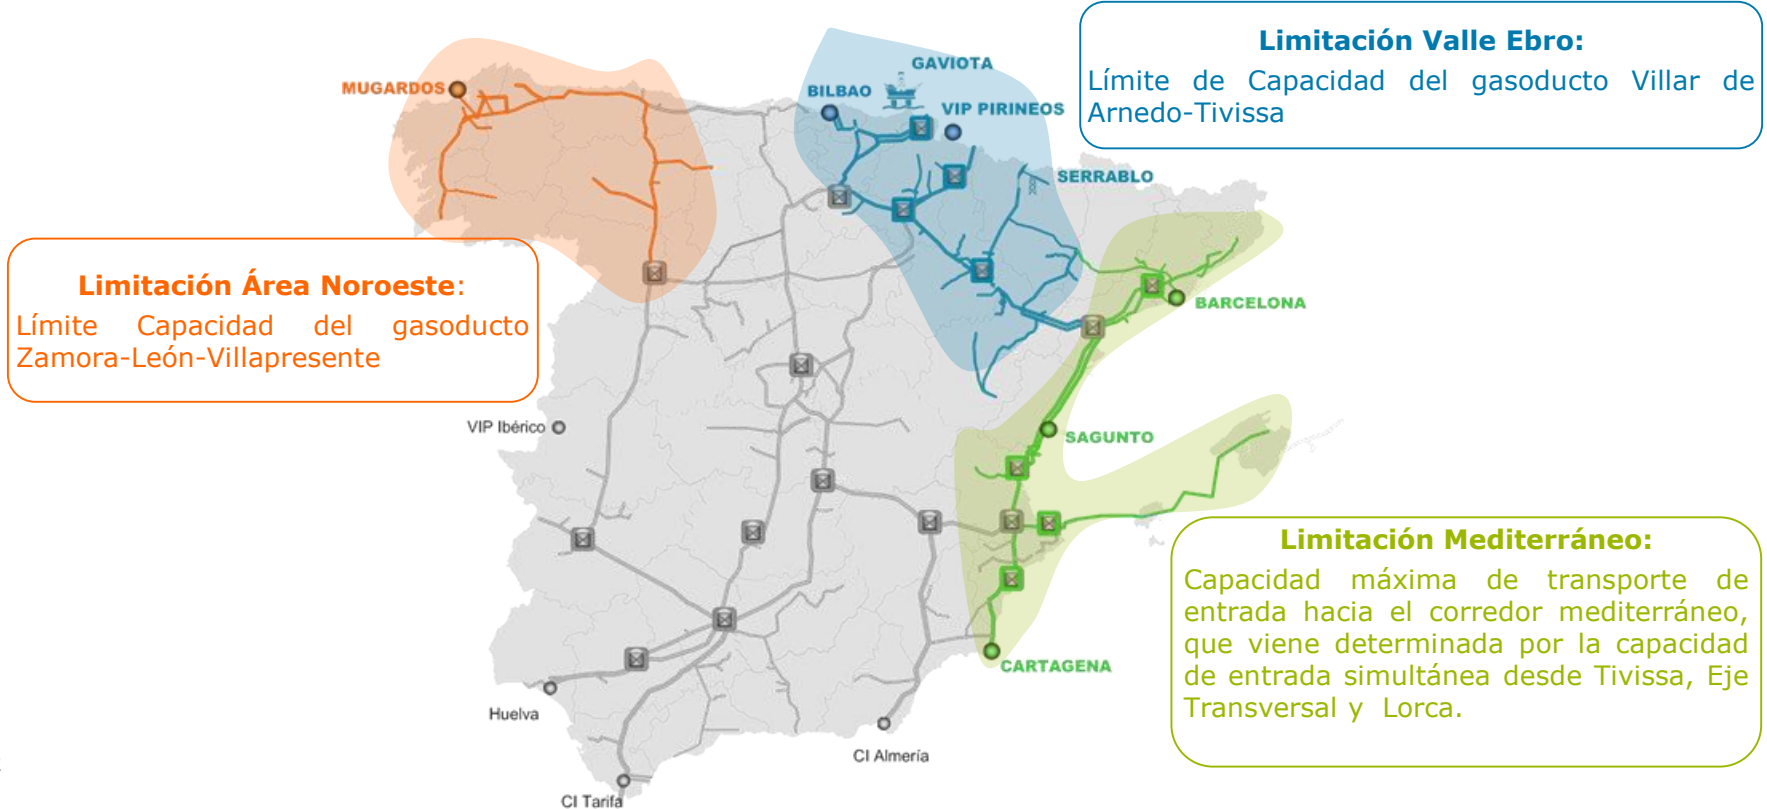 Limitación Valle Ebro:
Límite de Capacidad del gasoducto Villar de
Arnedo-Tivissa
GAVIOTA
MUGARDOS
BILBAO
VIP PIRINEOS
SERRABLO
Limitación Área Noroeste:
Límite Capacidad del gasoducto
Zamora-León-Villapresente
BARCELONA
VIP Ibérico
SAGUNTO
Limitación Mediterráneo:
Capacidad máxima de transporte de
entrada hacia el corredor mediterráneo,
que viene determinada por la capacidad
de entrada simultánea desde Tivissa, Eje
Transversal y Lorca.
CARTAGENA
Huelva
CI Almería
CI Tarifa